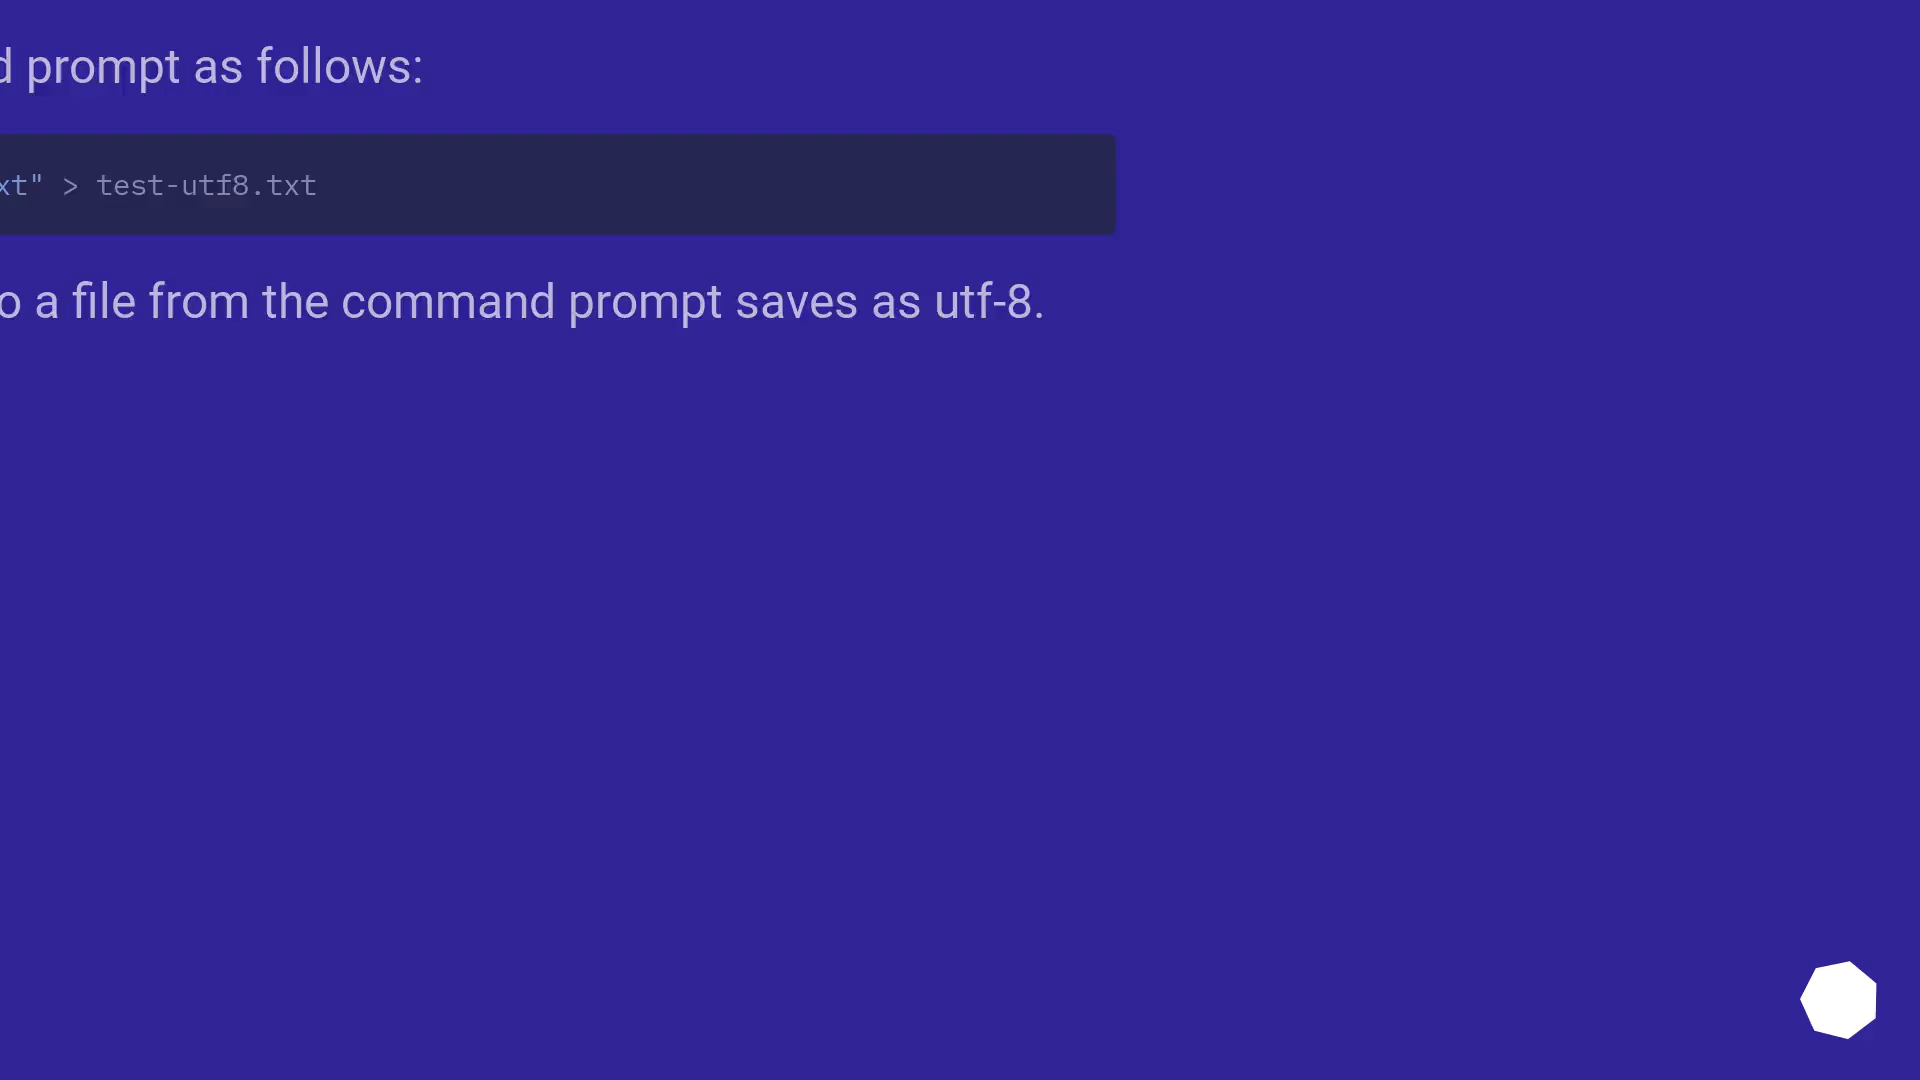 d prompt as follows:
xt" > test-utf8.txt
o a file from the command prompt saves as utf-8.